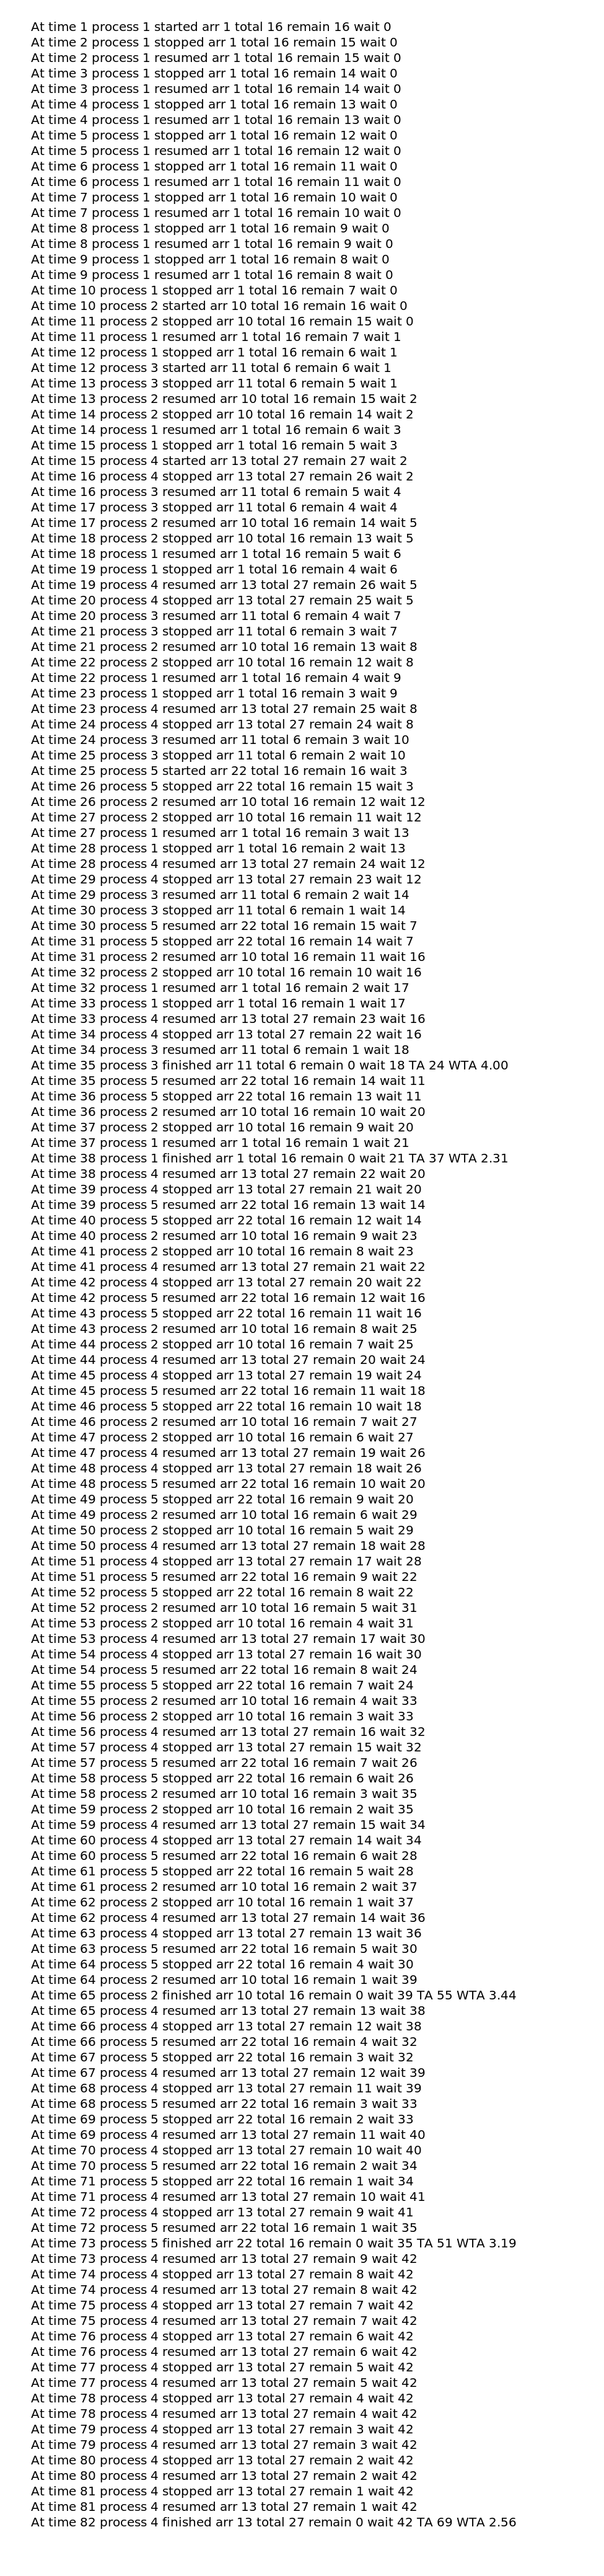 At time 1 process 1 started arr 1 total 16 remain 16 wait 0
At time 2 process 1 stopped arr 1 total 16 remain 15 wait 0
At time 2 process 1 resumed arr 1 total 16 remain 15 wait 0
At time 3 process 1 stopped arr 1 total 16 remain 14 wait 0
At time 3 process 1 resumed arr 1 total 16 remain 14 wait 0
At time 4 process 1 stopped arr 1 total 16 remain 13 wait 0
At time 4 process 1 resumed arr 1 total 16 remain 13 wait 0
At time 5 process 1 stopped arr 1 total 16 remain 12 wait 0
At time 5 process 1 resumed arr 1 total 16 remain 12 wait 0
At time 6 process 1 stopped arr 1 total 16 remain 11 wait 0
At time 6 process 1 resumed arr 1 total 16 remain 11 wait 0
At time 7 process 1 stopped arr 1 total 16 remain 10 wait 0
At time 7 process 1 resumed arr 1 total 16 remain 10 wait 0
At time 8 process 1 stopped arr 1 total 16 remain 9 wait 0
At time 8 process 1 resumed arr 1 total 16 remain 9 wait 0
At time 9 process 1 stopped arr 1 total 16 remain 8 wait 0
At time 9 process 1 resumed arr 1 total 16 remain 8 wait 0
At time 10 process 1 stopped arr 1 total 16 remain 7 wait 0
At time 10 process 2 started arr 10 total 16 remain 16 wait 0
At time 11 process 2 stopped arr 10 total 16 remain 15 wait 0
At time 11 process 1 resumed arr 1 total 16 remain 7 wait 1
At time 12 process 1 stopped arr 1 total 16 remain 6 wait 1
At time 12 process 3 started arr 11 total 6 remain 6 wait 1
At time 13 process 3 stopped arr 11 total 6 remain 5 wait 1
At time 13 process 2 resumed arr 10 total 16 remain 15 wait 2
At time 14 process 2 stopped arr 10 total 16 remain 14 wait 2
At time 14 process 1 resumed arr 1 total 16 remain 6 wait 3
At time 15 process 1 stopped arr 1 total 16 remain 5 wait 3
At time 15 process 4 started arr 13 total 27 remain 27 wait 2
At time 16 process 4 stopped arr 13 total 27 remain 26 wait 2
At time 16 process 3 resumed arr 11 total 6 remain 5 wait 4
At time 17 process 3 stopped arr 11 total 6 remain 4 wait 4
At time 17 process 2 resumed arr 10 total 16 remain 14 wait 5
At time 18 process 2 stopped arr 10 total 16 remain 13 wait 5
At time 18 process 1 resumed arr 1 total 16 remain 5 wait 6
At time 19 process 1 stopped arr 1 total 16 remain 4 wait 6
At time 19 process 4 resumed arr 13 total 27 remain 26 wait 5
At time 20 process 4 stopped arr 13 total 27 remain 25 wait 5
At time 20 process 3 resumed arr 11 total 6 remain 4 wait 7
At time 21 process 3 stopped arr 11 total 6 remain 3 wait 7
At time 21 process 2 resumed arr 10 total 16 remain 13 wait 8
At time 22 process 2 stopped arr 10 total 16 remain 12 wait 8
At time 22 process 1 resumed arr 1 total 16 remain 4 wait 9
At time 23 process 1 stopped arr 1 total 16 remain 3 wait 9
At time 23 process 4 resumed arr 13 total 27 remain 25 wait 8
At time 24 process 4 stopped arr 13 total 27 remain 24 wait 8
At time 24 process 3 resumed arr 11 total 6 remain 3 wait 10
At time 25 process 3 stopped arr 11 total 6 remain 2 wait 10
At time 25 process 5 started arr 22 total 16 remain 16 wait 3
At time 26 process 5 stopped arr 22 total 16 remain 15 wait 3
At time 26 process 2 resumed arr 10 total 16 remain 12 wait 12
At time 27 process 2 stopped arr 10 total 16 remain 11 wait 12
At time 27 process 1 resumed arr 1 total 16 remain 3 wait 13
At time 28 process 1 stopped arr 1 total 16 remain 2 wait 13
At time 28 process 4 resumed arr 13 total 27 remain 24 wait 12
At time 29 process 4 stopped arr 13 total 27 remain 23 wait 12
At time 29 process 3 resumed arr 11 total 6 remain 2 wait 14
At time 30 process 3 stopped arr 11 total 6 remain 1 wait 14
At time 30 process 5 resumed arr 22 total 16 remain 15 wait 7
At time 31 process 5 stopped arr 22 total 16 remain 14 wait 7
At time 31 process 2 resumed arr 10 total 16 remain 11 wait 16
At time 32 process 2 stopped arr 10 total 16 remain 10 wait 16
At time 32 process 1 resumed arr 1 total 16 remain 2 wait 17
At time 33 process 1 stopped arr 1 total 16 remain 1 wait 17
At time 33 process 4 resumed arr 13 total 27 remain 23 wait 16
At time 34 process 4 stopped arr 13 total 27 remain 22 wait 16
At time 34 process 3 resumed arr 11 total 6 remain 1 wait 18
At time 35 process 3 finished arr 11 total 6 remain 0 wait 18 TA 24 WTA 4.00
At time 35 process 5 resumed arr 22 total 16 remain 14 wait 11
At time 36 process 5 stopped arr 22 total 16 remain 13 wait 11
At time 36 process 2 resumed arr 10 total 16 remain 10 wait 20
At time 37 process 2 stopped arr 10 total 16 remain 9 wait 20
At time 37 process 1 resumed arr 1 total 16 remain 1 wait 21
At time 38 process 1 finished arr 1 total 16 remain 0 wait 21 TA 37 WTA 2.31
At time 38 process 4 resumed arr 13 total 27 remain 22 wait 20
At time 39 process 4 stopped arr 13 total 27 remain 21 wait 20
At time 39 process 5 resumed arr 22 total 16 remain 13 wait 14
At time 40 process 5 stopped arr 22 total 16 remain 12 wait 14
At time 40 process 2 resumed arr 10 total 16 remain 9 wait 23
At time 41 process 2 stopped arr 10 total 16 remain 8 wait 23
At time 41 process 4 resumed arr 13 total 27 remain 21 wait 22
At time 42 process 4 stopped arr 13 total 27 remain 20 wait 22
At time 42 process 5 resumed arr 22 total 16 remain 12 wait 16
At time 43 process 5 stopped arr 22 total 16 remain 11 wait 16
At time 43 process 2 resumed arr 10 total 16 remain 8 wait 25
At time 44 process 2 stopped arr 10 total 16 remain 7 wait 25
At time 44 process 4 resumed arr 13 total 27 remain 20 wait 24
At time 45 process 4 stopped arr 13 total 27 remain 19 wait 24
At time 45 process 5 resumed arr 22 total 16 remain 11 wait 18
At time 46 process 5 stopped arr 22 total 16 remain 10 wait 18
At time 46 process 2 resumed arr 10 total 16 remain 7 wait 27
At time 47 process 2 stopped arr 10 total 16 remain 6 wait 27
At time 47 process 4 resumed arr 13 total 27 remain 19 wait 26
At time 48 process 4 stopped arr 13 total 27 remain 18 wait 26
At time 48 process 5 resumed arr 22 total 16 remain 10 wait 20
At time 49 process 5 stopped arr 22 total 16 remain 9 wait 20
At time 49 process 2 resumed arr 10 total 16 remain 6 wait 29
At time 50 process 2 stopped arr 10 total 16 remain 5 wait 29
At time 50 process 4 resumed arr 13 total 27 remain 18 wait 28
At time 51 process 4 stopped arr 13 total 27 remain 17 wait 28
At time 51 process 5 resumed arr 22 total 16 remain 9 wait 22
At time 52 process 5 stopped arr 22 total 16 remain 8 wait 22
At time 52 process 2 resumed arr 10 total 16 remain 5 wait 31
At time 53 process 2 stopped arr 10 total 16 remain 4 wait 31
At time 53 process 4 resumed arr 13 total 27 remain 17 wait 30
At time 54 process 4 stopped arr 13 total 27 remain 16 wait 30
At time 54 process 5 resumed arr 22 total 16 remain 8 wait 24
At time 55 process 5 stopped arr 22 total 16 remain 7 wait 24
At time 55 process 2 resumed arr 10 total 16 remain 4 wait 33
At time 56 process 2 stopped arr 10 total 16 remain 3 wait 33
At time 56 process 4 resumed arr 13 total 27 remain 16 wait 32
At time 57 process 4 stopped arr 13 total 27 remain 15 wait 32
At time 57 process 5 resumed arr 22 total 16 remain 7 wait 26
At time 58 process 5 stopped arr 22 total 16 remain 6 wait 26
At time 58 process 2 resumed arr 10 total 16 remain 3 wait 35
At time 59 process 2 stopped arr 10 total 16 remain 2 wait 35
At time 59 process 4 resumed arr 13 total 27 remain 15 wait 34
At time 60 process 4 stopped arr 13 total 27 remain 14 wait 34
At time 60 process 5 resumed arr 22 total 16 remain 6 wait 28
At time 61 process 5 stopped arr 22 total 16 remain 5 wait 28
At time 61 process 2 resumed arr 10 total 16 remain 2 wait 37
At time 62 process 2 stopped arr 10 total 16 remain 1 wait 37
At time 62 process 4 resumed arr 13 total 27 remain 14 wait 36
At time 63 process 4 stopped arr 13 total 27 remain 13 wait 36
At time 63 process 5 resumed arr 22 total 16 remain 5 wait 30
At time 64 process 5 stopped arr 22 total 16 remain 4 wait 30
At time 64 process 2 resumed arr 10 total 16 remain 1 wait 39
At time 65 process 2 finished arr 10 total 16 remain 0 wait 39 TA 55 WTA 3.44
At time 65 process 4 resumed arr 13 total 27 remain 13 wait 38
At time 66 process 4 stopped arr 13 total 27 remain 12 wait 38
At time 66 process 5 resumed arr 22 total 16 remain 4 wait 32
At time 67 process 5 stopped arr 22 total 16 remain 3 wait 32
At time 67 process 4 resumed arr 13 total 27 remain 12 wait 39
At time 68 process 4 stopped arr 13 total 27 remain 11 wait 39
At time 68 process 5 resumed arr 22 total 16 remain 3 wait 33
At time 69 process 5 stopped arr 22 total 16 remain 2 wait 33
At time 69 process 4 resumed arr 13 total 27 remain 11 wait 40
At time 70 process 4 stopped arr 13 total 27 remain 10 wait 40
At time 70 process 5 resumed arr 22 total 16 remain 2 wait 34
At time 71 process 5 stopped arr 22 total 16 remain 1 wait 34
At time 71 process 4 resumed arr 13 total 27 remain 10 wait 41
At time 72 process 4 stopped arr 13 total 27 remain 9 wait 41
At time 72 process 5 resumed arr 22 total 16 remain 1 wait 35
At time 73 process 5 finished arr 22 total 16 remain 0 wait 35 TA 51 WTA 3.19
At time 73 process 4 resumed arr 13 total 27 remain 9 wait 42
At time 74 process 4 stopped arr 13 total 27 remain 8 wait 42
At time 74 process 4 resumed arr 13 total 27 remain 8 wait 42
At time 75 process 4 stopped arr 13 total 27 remain 7 wait 42
At time 75 process 4 resumed arr 13 total 27 remain 7 wait 42
At time 76 process 4 stopped arr 13 total 27 remain 6 wait 42
At time 76 process 4 resumed arr 13 total 27 remain 6 wait 42
At time 77 process 4 stopped arr 13 total 27 remain 5 wait 42
At time 77 process 4 resumed arr 13 total 27 remain 5 wait 42
At time 78 process 4 stopped arr 13 total 27 remain 4 wait 42
At time 78 process 4 resumed arr 13 total 27 remain 4 wait 42
At time 79 process 4 stopped arr 13 total 27 remain 3 wait 42
At time 79 process 4 resumed arr 13 total 27 remain 3 wait 42
At time 80 process 4 stopped arr 13 total 27 remain 2 wait 42
At time 80 process 4 resumed arr 13 total 27 remain 2 wait 42
At time 81 process 4 stopped arr 13 total 27 remain 1 wait 42
At time 81 process 4 resumed arr 13 total 27 remain 1 wait 42
At time 82 process 4 finished arr 13 total 27 remain 0 wait 42 TA 69 WTA 2.56